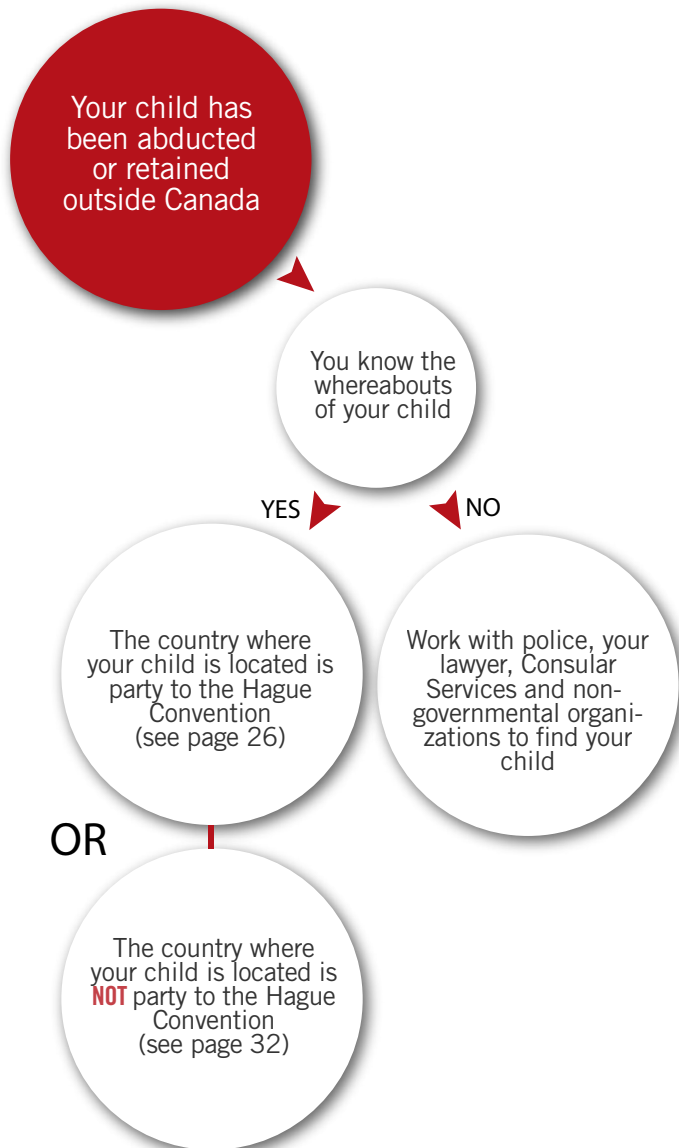 Your child has
been abducted
or retained
outside Canada
You know the
whereabouts
of your child
YES
NO
The country where
your child is located is
party to the Hague
Convention
(see page 26)
Work with police, your
lawyer, Consular
Services and non-
governmental organi-
zations to find your
child
OR
The country where
your child is located is
NOT party to the Hague
Convention
(see page 32)